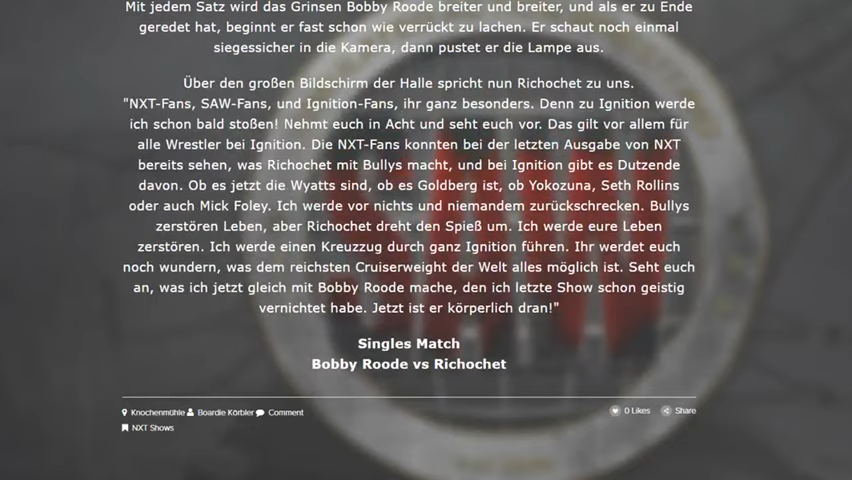 Mit jedem Satz wird das Grinsen Bobby Roode breiter und breiter, und als er zu Ende
geredet hat, beginnt er fast schon wie verrückt zu lachen. Er schaut noch einmal
siegessicher in die Kamera, dann pustet er die Lampe aus.
Über den großen Bildschirm der Halle spricht nun Richochet zu uns.
"NXT-Fans, SAW-Fans, und Ignition-Fans, ihr ganz besonders. Denn zu Ignition werde
ich schon bald stoßen! Nehmt euch in Acht und seht euch vor. Das gilt vor allem für
alle Wrestler bei Ignition. Die NXT-Fans konnten bei der letzten Ausgabe von NXT
bereits sehen, was Richochet mit Bullys macht, und bei Ignition gibt es Dutzende
davon. Ob es jetzt die Wyatts sind, ob es Goldberg ist, ob Yokozuna, Seth Rollins
oder auch Mick Foley. Ich werde vor nichts und niemandem zurückschrecken. Bullys
zerstören Leben, aber Richochet dreht den Spieß um. Ich werde eure Leben
zerstören. Ich werde einen Kreuzzug durch ganz Ignition führen. Ihr werdet euch
noch wundern, was dem reichsten Cruiserweight der Welt alles möglich ist. Seht euch
an, was ich jetzt gleich mit Bobby Roode mache, den ich letzte Show schon geistig
vernichtet habe. Jetzt ist er körperlich dran!"
Singles Match
Bobby Roode vs Richochet
Knochenmühle Boardie Körbler Comment 0 Likes Share
NXT Shows